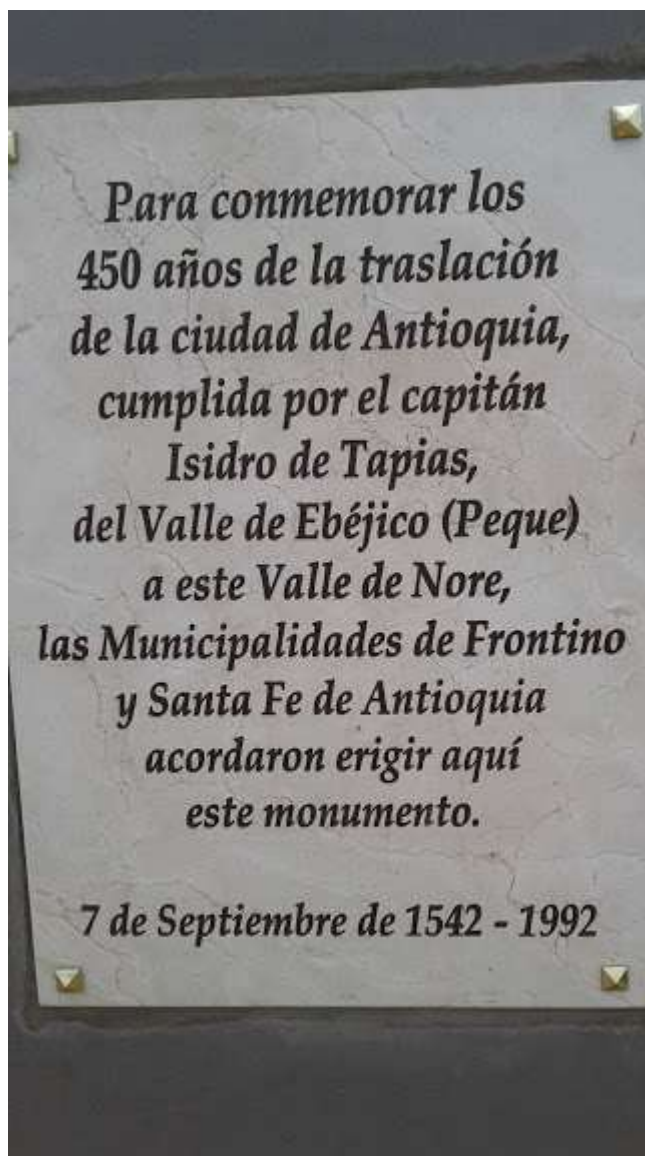 Para conmemorar los
450 años de la traslación
de la ciudad de Antioquia,
cumplida por el capitán
Isidro de Tapias,
del Valle de Ebéjico (Peque)
a este Valle de Nore,
las Municipalidades de Frontino
y Santa Fe de Antioquia
acordaron erigir aquí
este monumento.
7 de Septiembre de 1542 - 1992